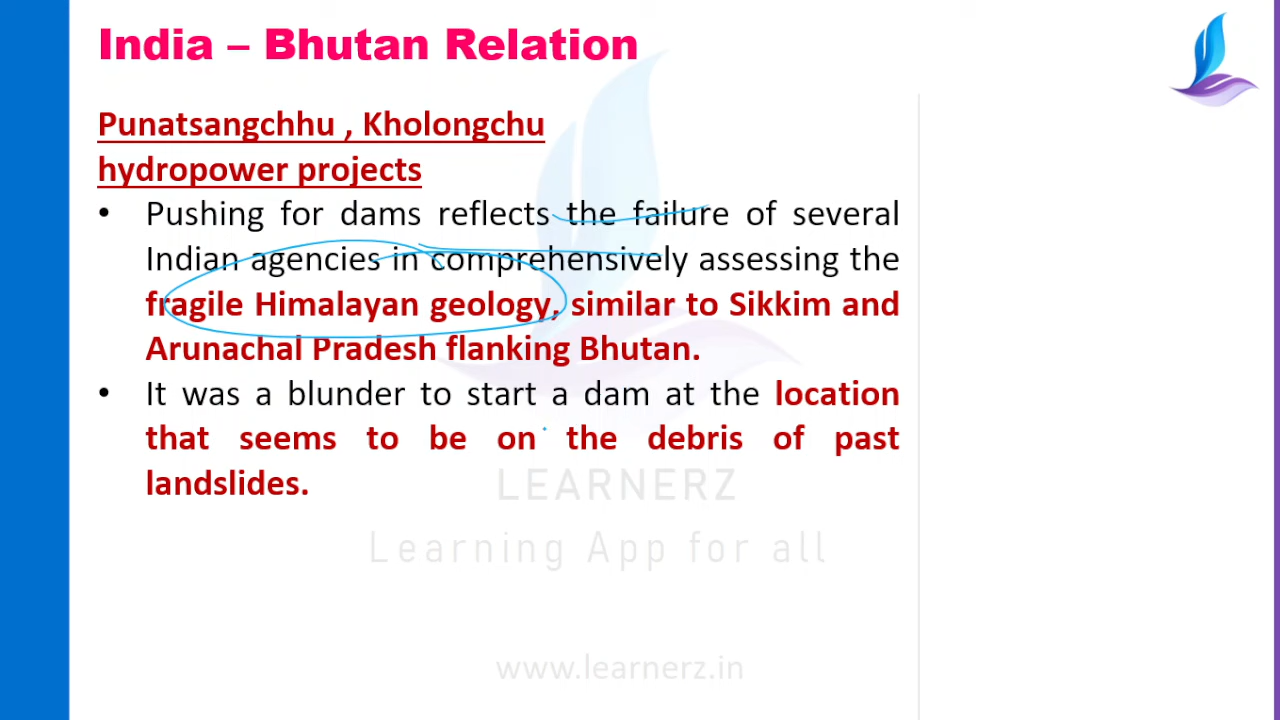 India – Bhutan Relation
Punatsangchhu , Kholongchu
hydropower projects
• Pushing for dams reflects the failure of several
Indian agencies in comprehensively assessing the
fragile Himalayan geology, similar to Sikkim and
Arunachal Pradesh flanking Bhutan.
• It was a blunder to start a dam at the location
that seems to be on the debris of past
landslides.
LEARNERZ
Learning App for all
www.learnerz.in